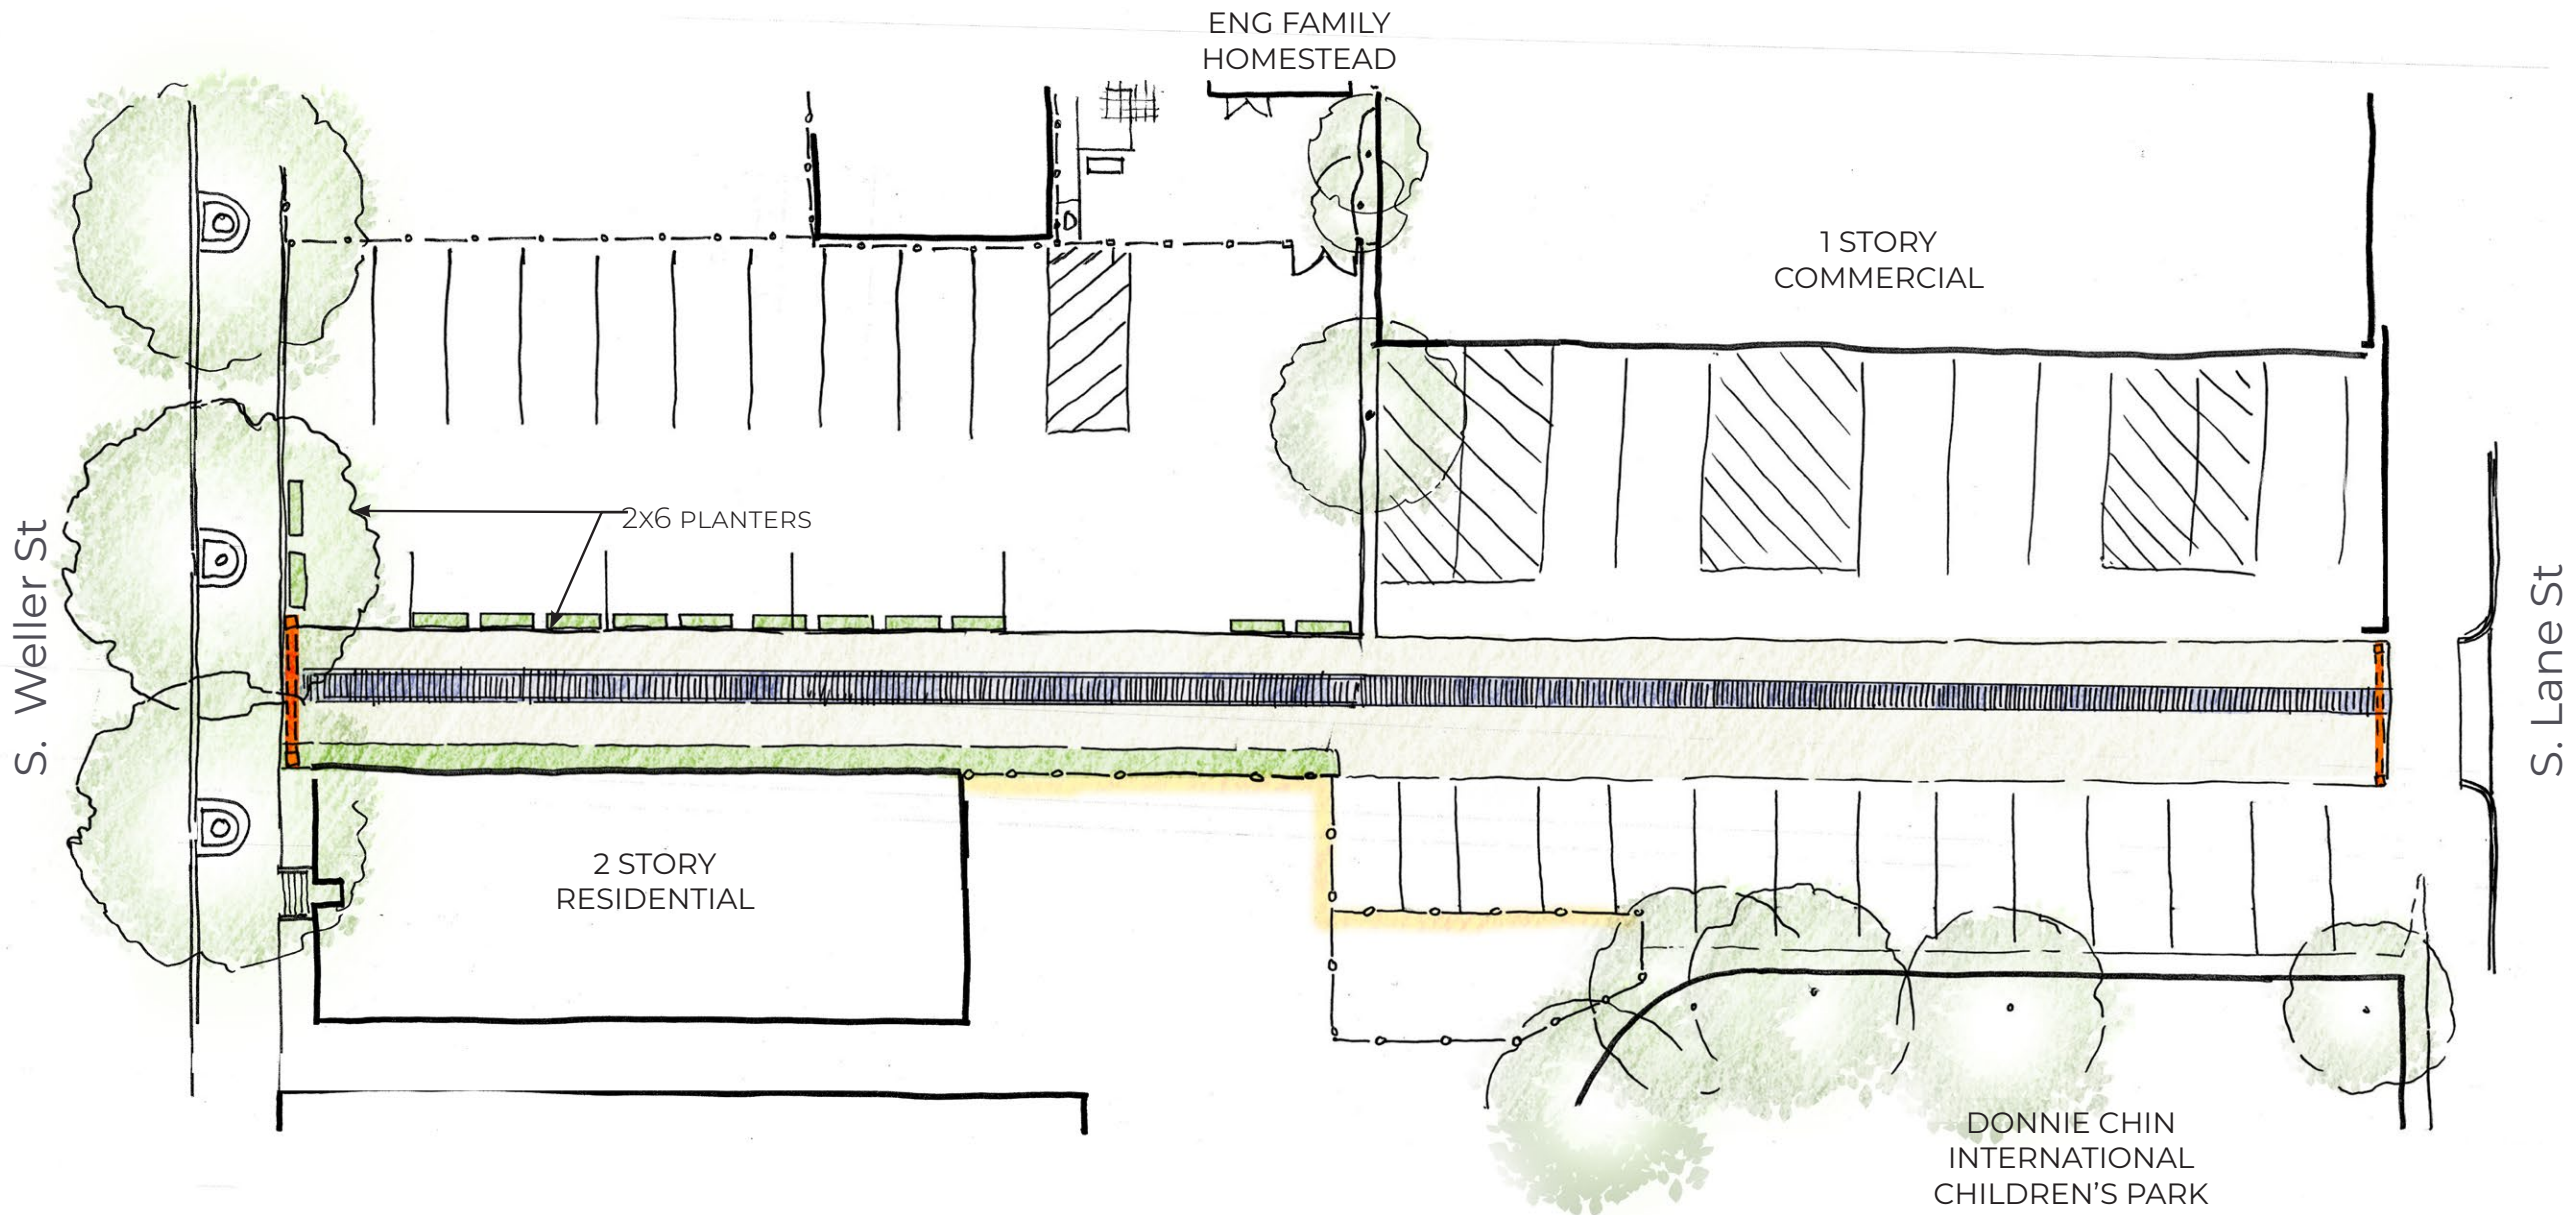 ENG FAMILY
HOMESTEAD
1 STORY
COMMERCIAL
2X6 PLANTERS
S. Weller St
S. Lane St
2 STORY
RESIDENTIAL
DONNIE CHIN
INTERNATIONAL
CHILDREN'S PARK